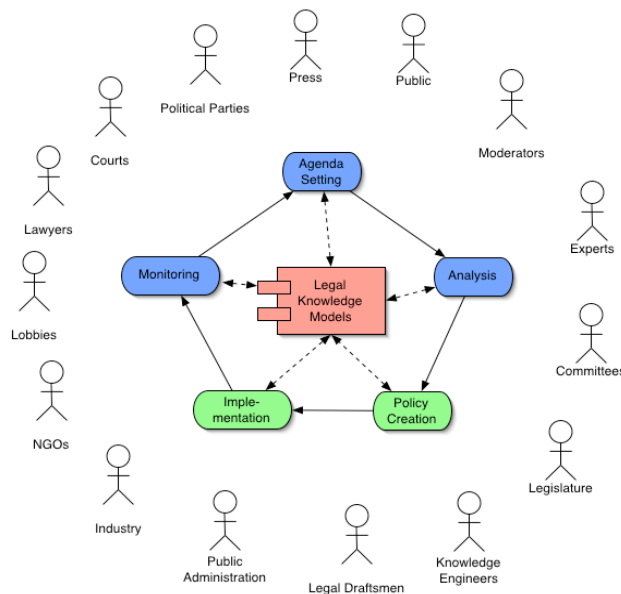 Press
Public
Political Parties
Moderators
Courts
Agenda
Setting
Lawyers
Experts
Monitoring
Legal
Knowledge
Models
Analysis
Lobbies
Committees
Imple-
mentation
Policy
Creation
NGOs
Legislature
Industry
Public
Administration
Legal Draftsmen
Knowledge
Engineers